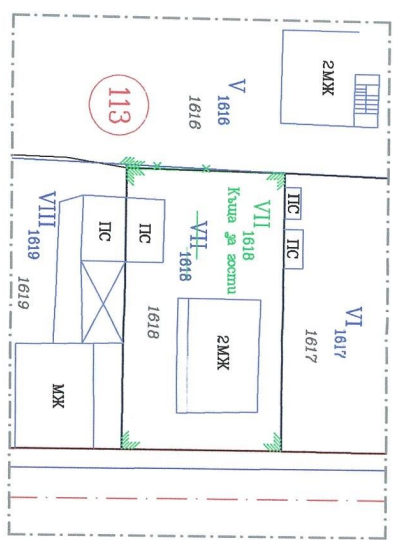 2МЖ
V
1616
1616
113
VII
1618
Къща за гости
VII
1618
1618
2МЖ
ПС
ПС
VI
1617
1617
ПС
ПС
VIII
1619
1619
МЖ